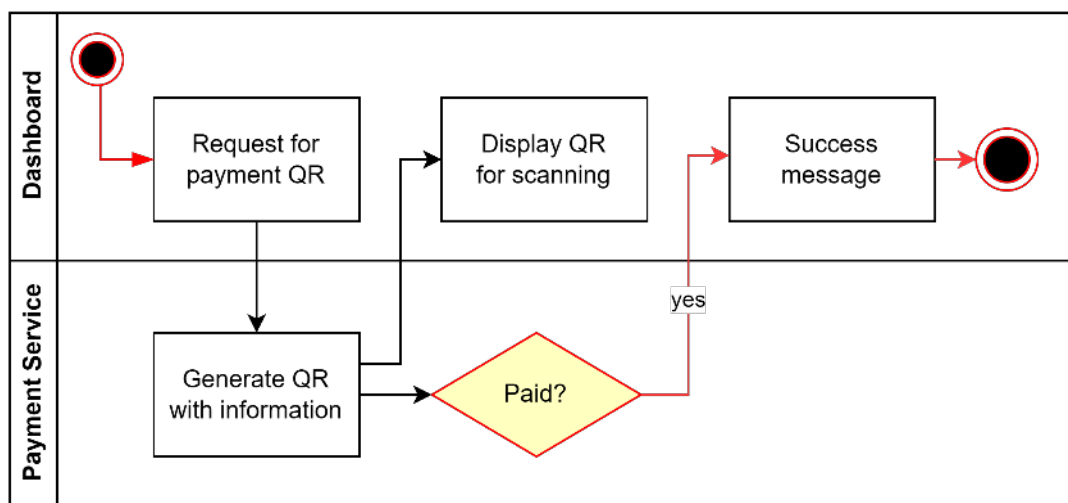 Dashboard
Request for
payment QR
Display QR
for scanning
Success
message
Payment Service
Generate QR
with information
Paid?
yes